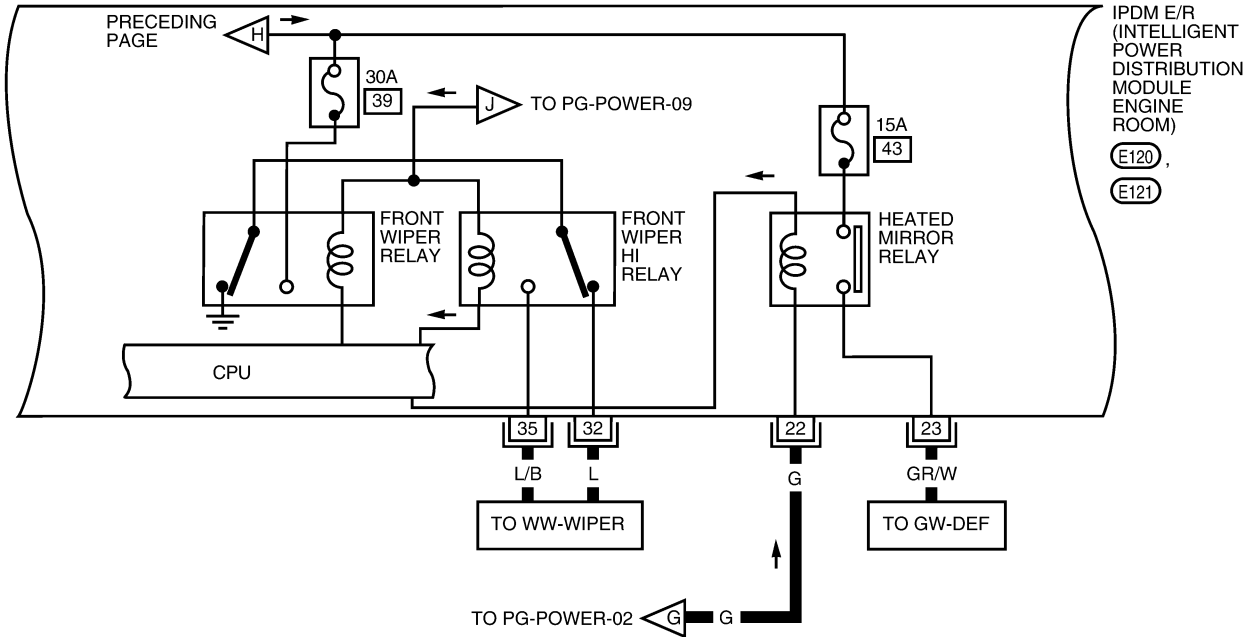 PRECEDING
PAGE
H
30A
39
J
TO PG-POWER-09
15A
43
IPDM E/R
(INTELLIGENT
POWER
DISTRIBUTION
MODULE
ENGINE
ROOM)
E120 ,
E121
FRONT
WIPER
RELAY
FRONT
WIPER
HI
RELAY
HEATED
MIRROR
RELAY
CPU
35
32
22
23
L/B
L
G
GR/W
TO WW-WIPER
TO GW-DEF
TO PG-POWER-02
G
G